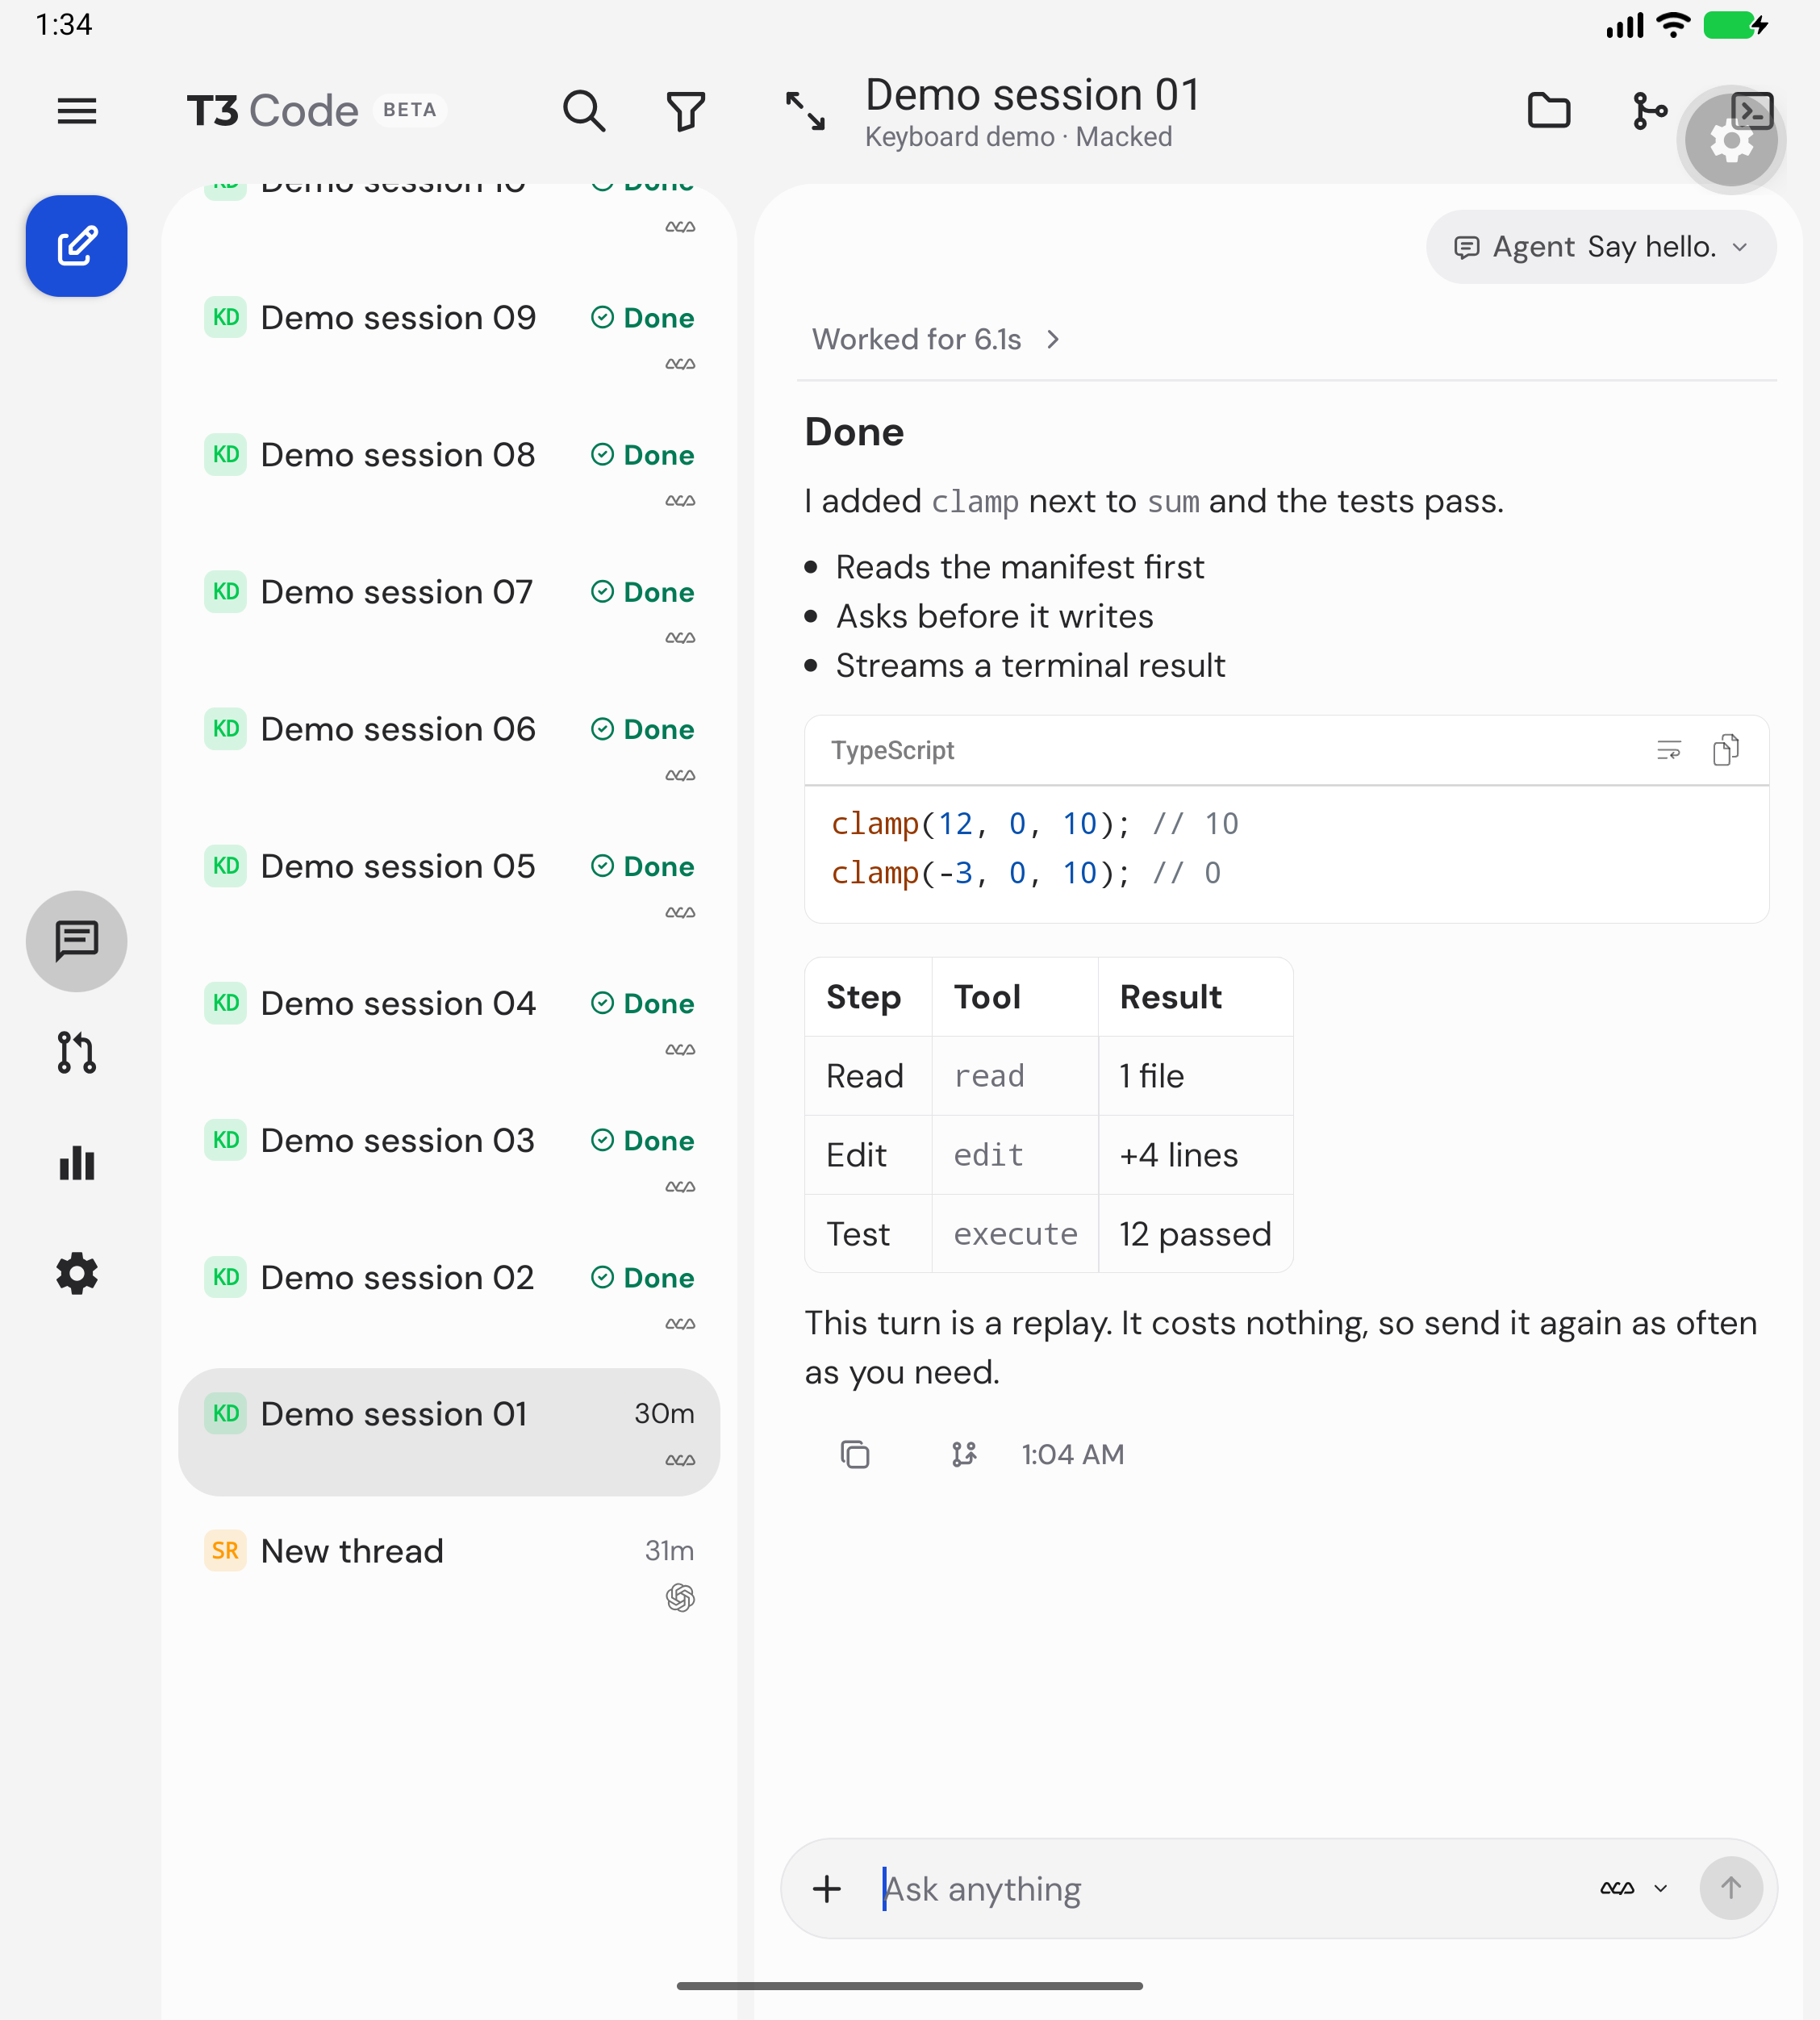 1:34
T3 Code BETA
Demo session 01
Keyboard demo · Macked
Demo session 10 Done
KD Demo session 09 Done
KD Demo session 08 Done
KD Demo session 07 Done
KD Demo session 06 Done
KD Demo session 05 Done
KD Demo session 04 Done
KD Demo session 03 Done
KD Demo session 02 Done
KD Demo session 01 30m
SR New thread 31m
Agent Say hello.
Worked for 6.1s
Done
I added clamp next to sum and the tests pass.
• Reads the manifest first
• Asks before it writes
• Streams a terminal result
TypeScript
clamp(12, 0, 10); // 10
clamp(-3, 0, 10); // 0
Step Tool Result
Read read 1 file
Edit edit +4 lines
Test execute 12 passed
This turn is a replay. It costs nothing, so send it again as often
as you need.
1:04 AM
Ask anything